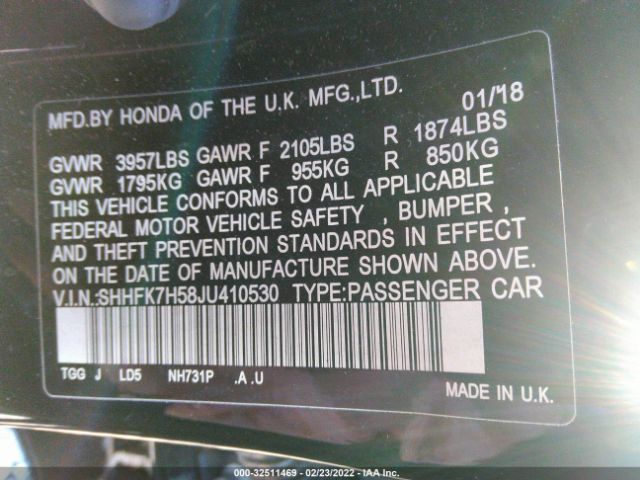 MFD.BY HONDA OF THE U.K. MFG.,LTD. 01/18
GVWR 3957LBS GAWR F 2105LBS R 1874LBS
GVWR 1795KG GAWR F 955KG R 850KG
THIS VEHICLE CONFORMS TO ALL APPLICABLE
FEDERAL MOTOR VEHICLE SAFETY , BUMPER ,
AND THEFT PREVENTION STANDARDS IN EFFECT
ON THE DATE OF MANUFACTURE SHOWN ABOVE.
V.I.N.:SHHFK7H58JU410530 TYPE:PASSENGER CAR
TGG J LD5 NH731P .A .U
MADE IN U.K.
000-32511469 - 02/23/2022 - IAA Inc.